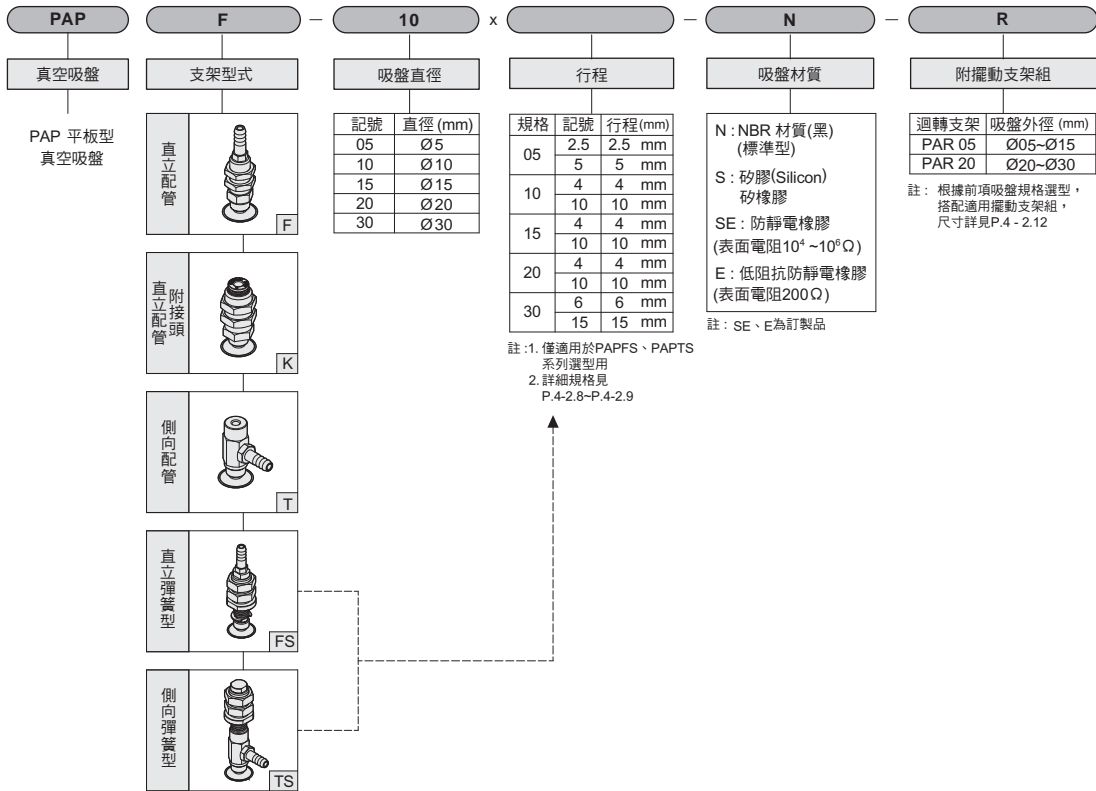 PAP F – 10 x – N – R
真空吸盤
支架型式
吸盤直徑
行程
吸盤材質
附擺動支架組
PAP 平板型
真空吸盤
直立配管
F
直立配管
附接頭
K
側向配管
T
直立彈簧型
FS
側向彈簧型
TS
記號 直徑 (mm)
05 Ø5
10 Ø10
15 Ø15
20 Ø20
30 Ø30
規格 記號 行程(mm)
05 2.5 2.5 mm
5 5 mm
10 4 4 mm
10 10 mm
15 4 4 mm
10 10 mm
20 4 4 mm
10 10 mm
30 6 6 mm
15 15 mm
註 :1. 僅適用於PAPFS、PAPTS
系列選型用
2. 詳細規格見
P.4-2.8~P.4-2.9
N : NBR 材質(黑)
(標準型)
S : 矽膠(Silicon)
矽橡膠
SE : 防靜電橡膠
(表面電阻10⁴ ~10⁶Ω)
E : 低阻抗防靜電橡膠
(表面電阻200Ω)
註 : SE、E為訂製品
迴轉支架 吸盤外徑 (mm)
PAR 05 Ø05~Ø15
PAR 20 Ø20~Ø30
註 : 根據前項吸盤規格選型，
搭配適用擺動支架組，
尺寸詳見P.4 - 2.12